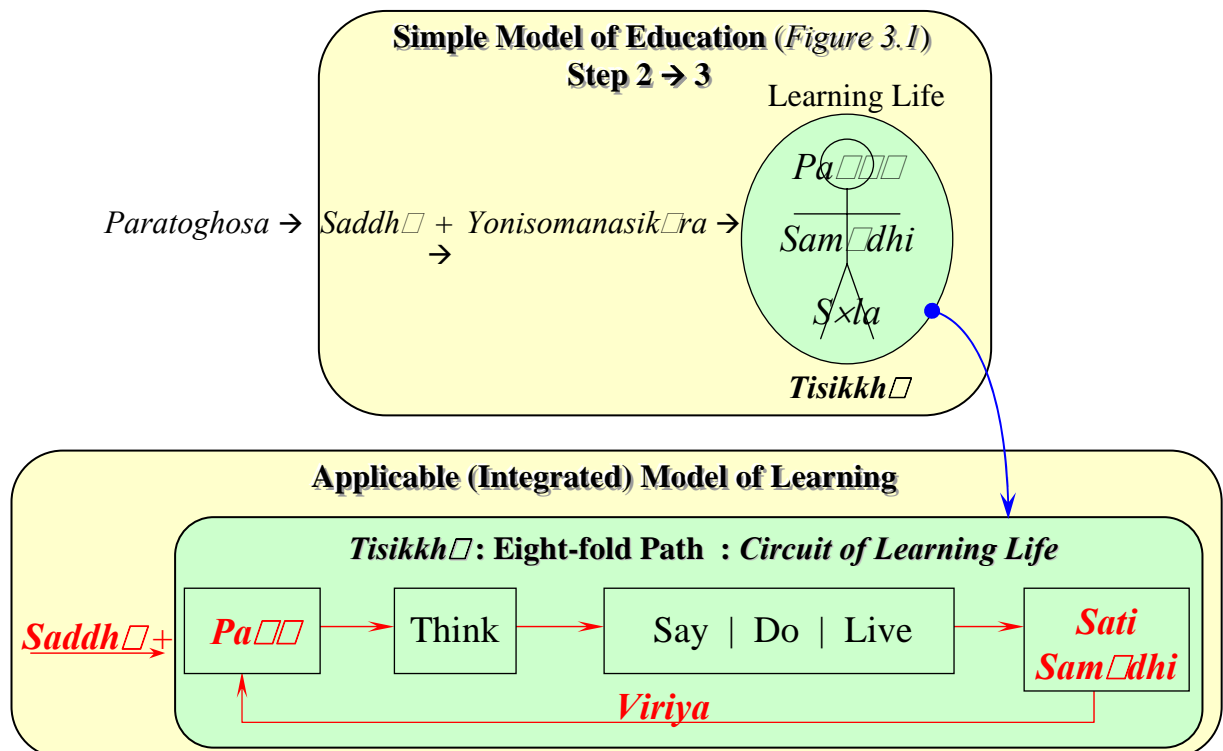 Simple Model of Education (Figure 3.1)
Step 2 → 3
Learning Life
Pa□□□
Paratoghosa → Saddh□ + Yonisomanasik□ra →
→
Sam□dhi
S×la
Tisikkh□
Applicable (Integrated) Model of Learning
Tisikkh□ : Eight-fold Path : Circuit of Learning Life
Saddh□ +
Pa□□
Think
Say | Do | Live
Sati
Sam□dhi
Viriya